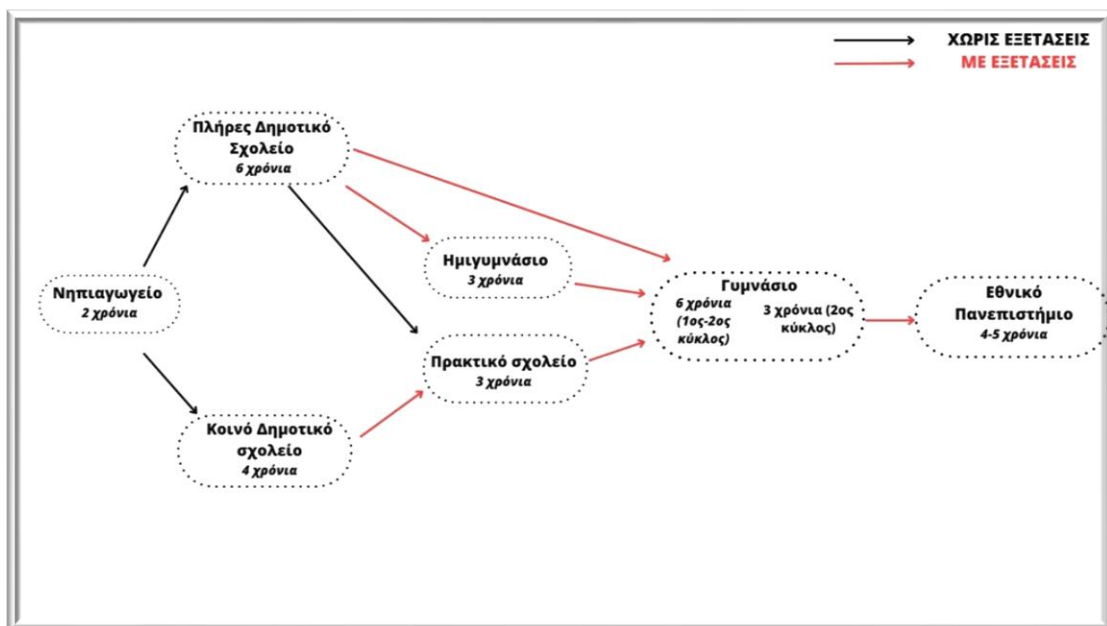 ΧΩΡΙΣ ΕΞΕΤΑΣΕΙΣ
ΜΕ ΕΞΕΤΑΣΕΙΣ
Πλήρες Δημοτικό
Σχολείο
6 χρόνια
Ημιγυμνάσιο
3 χρόνια
Νηπιαγωγείο
2 χρόνια
Πρακτικό σχολείο
3 χρόνια
Κοινό Δημοτικό
σχολείο
4 χρόνια
Γυμνάσιο
6 χρόνια
(1ος-2ος
κύκλος)
3 χρόνια (2ος
κύκλος)
Εθνικό
Πανεπιστήμιο
4-5 χρόνια